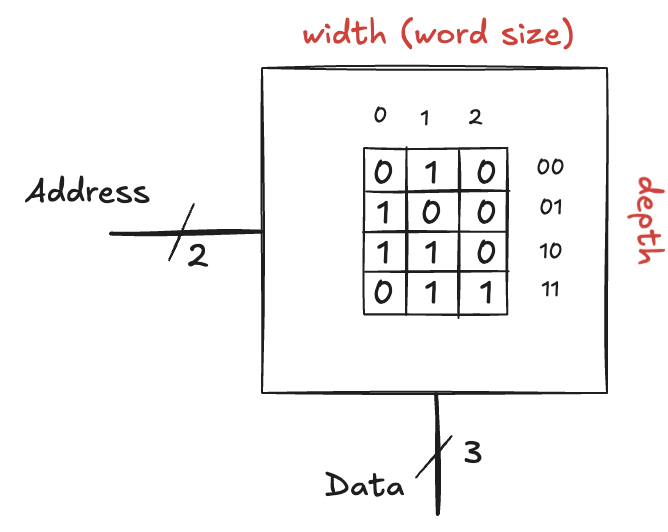 width (word size)
0 1 2
0 1 0 00
Address
1 0 0 01
depth
2
1 1 0 10
0 1 1 11
3
Data